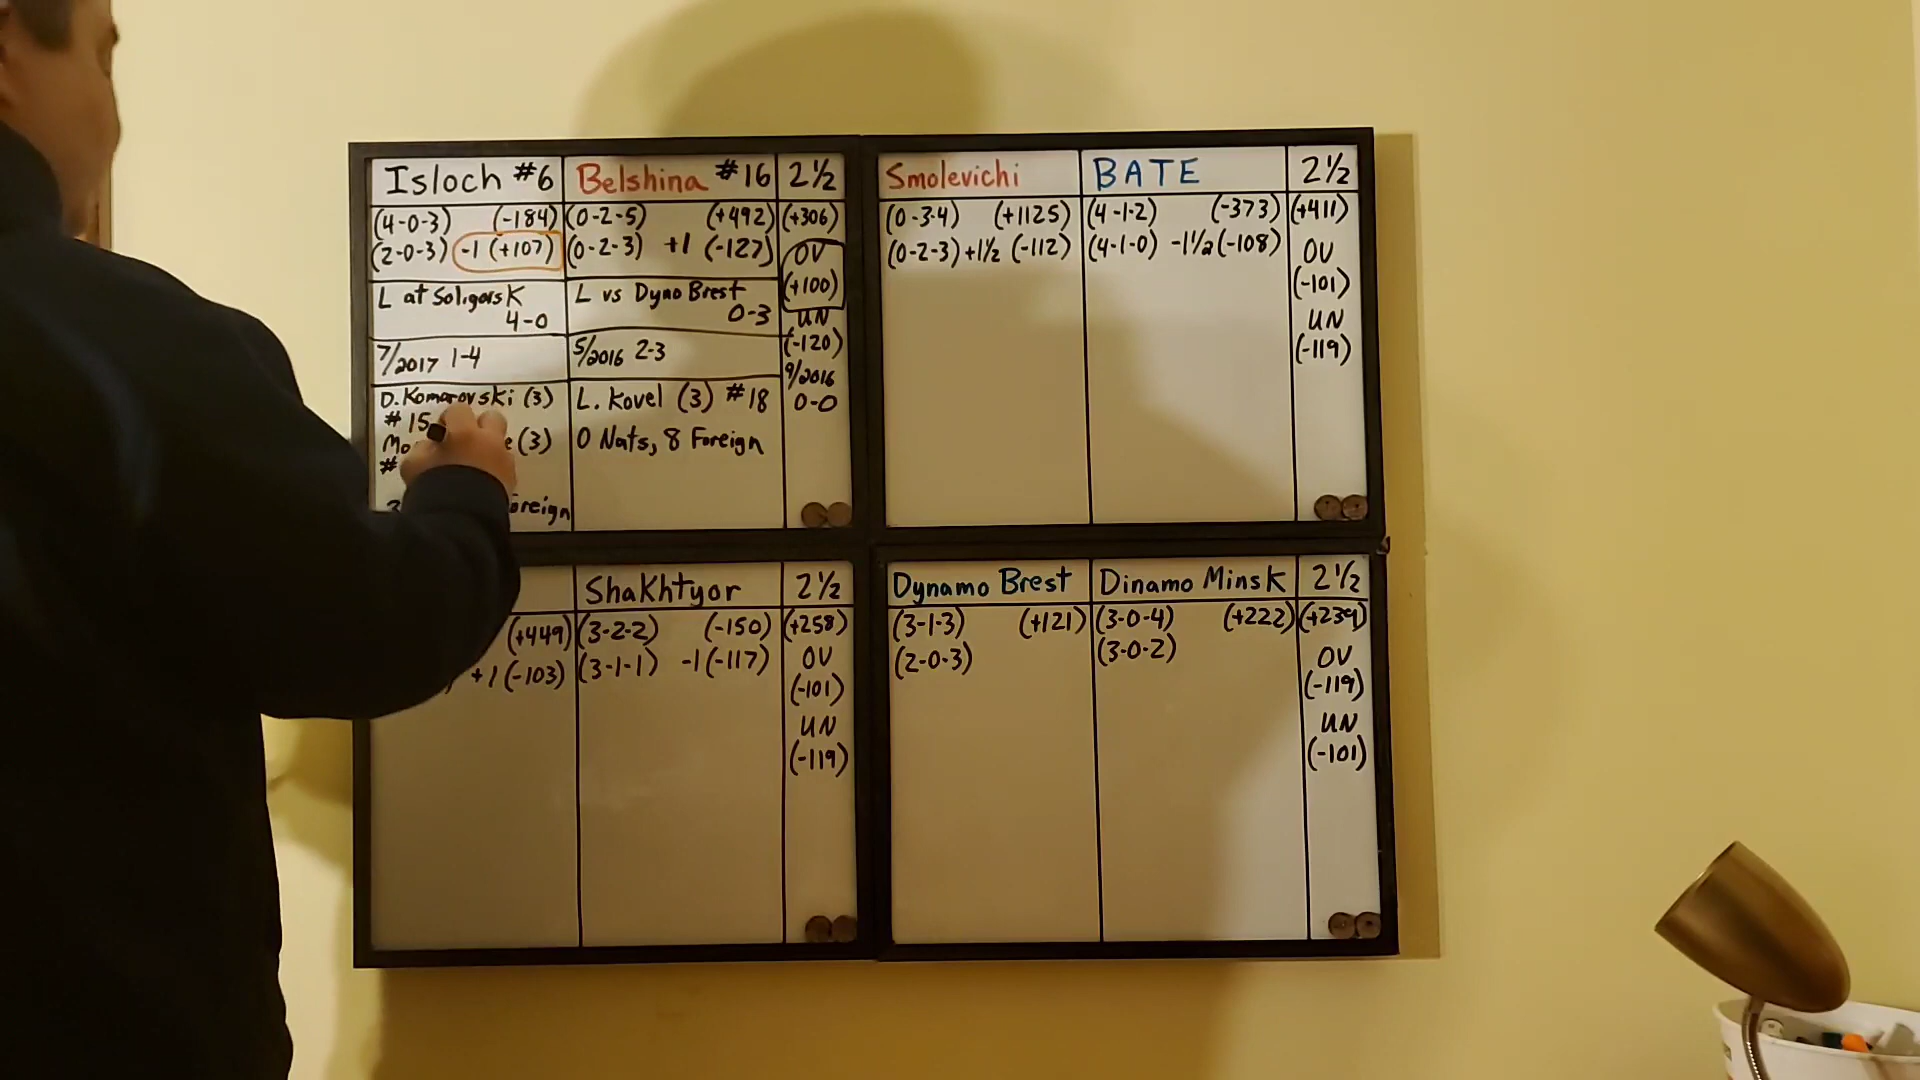 Isloch #6
(4-0-3) (-184)
(2-0-3) -1 (+107)
L at Soligorsk
4-0
7/2017 1-4
D. Komarovski (3)
#15
(3)
#
Belshina #16
(0-2-5) (+492)
(0-2-3) +1 (-127)
L vs Dyno Brest
0-3
5/2016 2-3
L. Kovel (3) #18
0 Nats, 8 Foreign
2½
(+306)
OV
(+100)
UN
(-120)
9/2016
0-0
Smolevichi
(0-3-4) (+1125)
(0-2-3) +1½ (-112)
BATE
(4-1-2) (-373)
(4-1-0) -1½ (-108)
2½
(+411)
OV
(-101)
UN
(-119)
(+449)
+1 (-103)
Shakhtyor
(3-2-2) (-150)
(3-1-1) -1 (-117)
2½
(+258)
OV
(-101)
UN
(-119)
Dynamo Brest
(3-1-3) (+121)
(2-0-3)
Dinamo Minsk
(3-0-4) (+222)
(3-0-2)
2½
(+239)
OV
(-119)
UN
(-101)